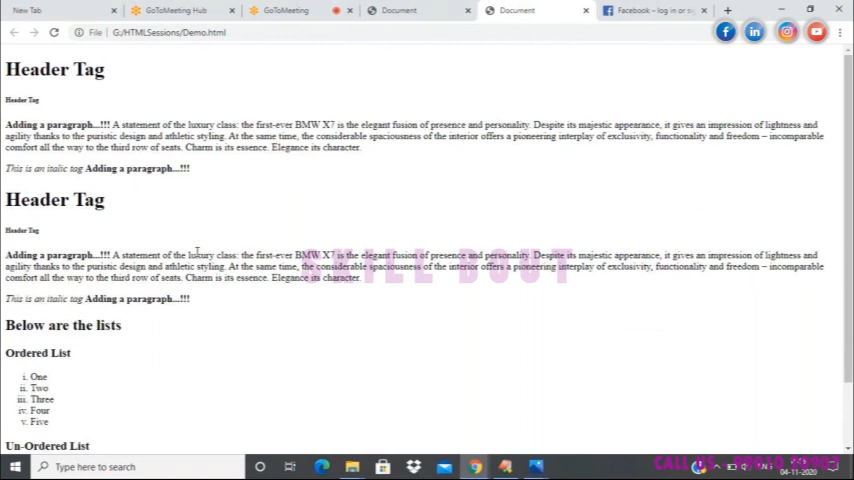 New Tab
GoToMeeting Hub
GoToMeeting
Document
Document
Facebook – log in or si
File
G:/HTMLSessions/Demo.html
Header Tag
Header Tag
Adding a paragraph...!!! A statement of the luxury class: the first-ever BMW X7 is the elegant fusion of presence and personality. Despite its majestic appearance, it gives an impression of lightness and
agility thanks to the puristic design and athletic styling. At the same time, the considerable spaciousness of the interior offers a pioneering interplay of exclusivity, functionality and freedom – incomparable
comfort all the way to the third row of seats. Charm is its essence. Elegance its character.
This is an italic tag Adding a paragraph...!!!
Header Tag
Header Tag
Adding a paragraph...!!! A statement of the luxury class: the first-ever BMW X7 is the elegant fusion of presence and personality. Despite its majestic appearance, it gives an impression of lightness and
agility thanks to the puristic design and athletic styling. At the same time, the considerable spaciousness of the interior offers a pioneering interplay of exclusivity, functionality and freedom – incomparable
comfort all the way to the third row of seats. Charm is its essence. Elegance its character.
SKILL BOUT
This is an italic tag Adding a paragraph...!!!
Below are the lists
Ordered List
i. One
ii. Two
iii. Three
iv. Four
v. Five
Un-Ordered List
Type here to search
CALL US
04-11-2020